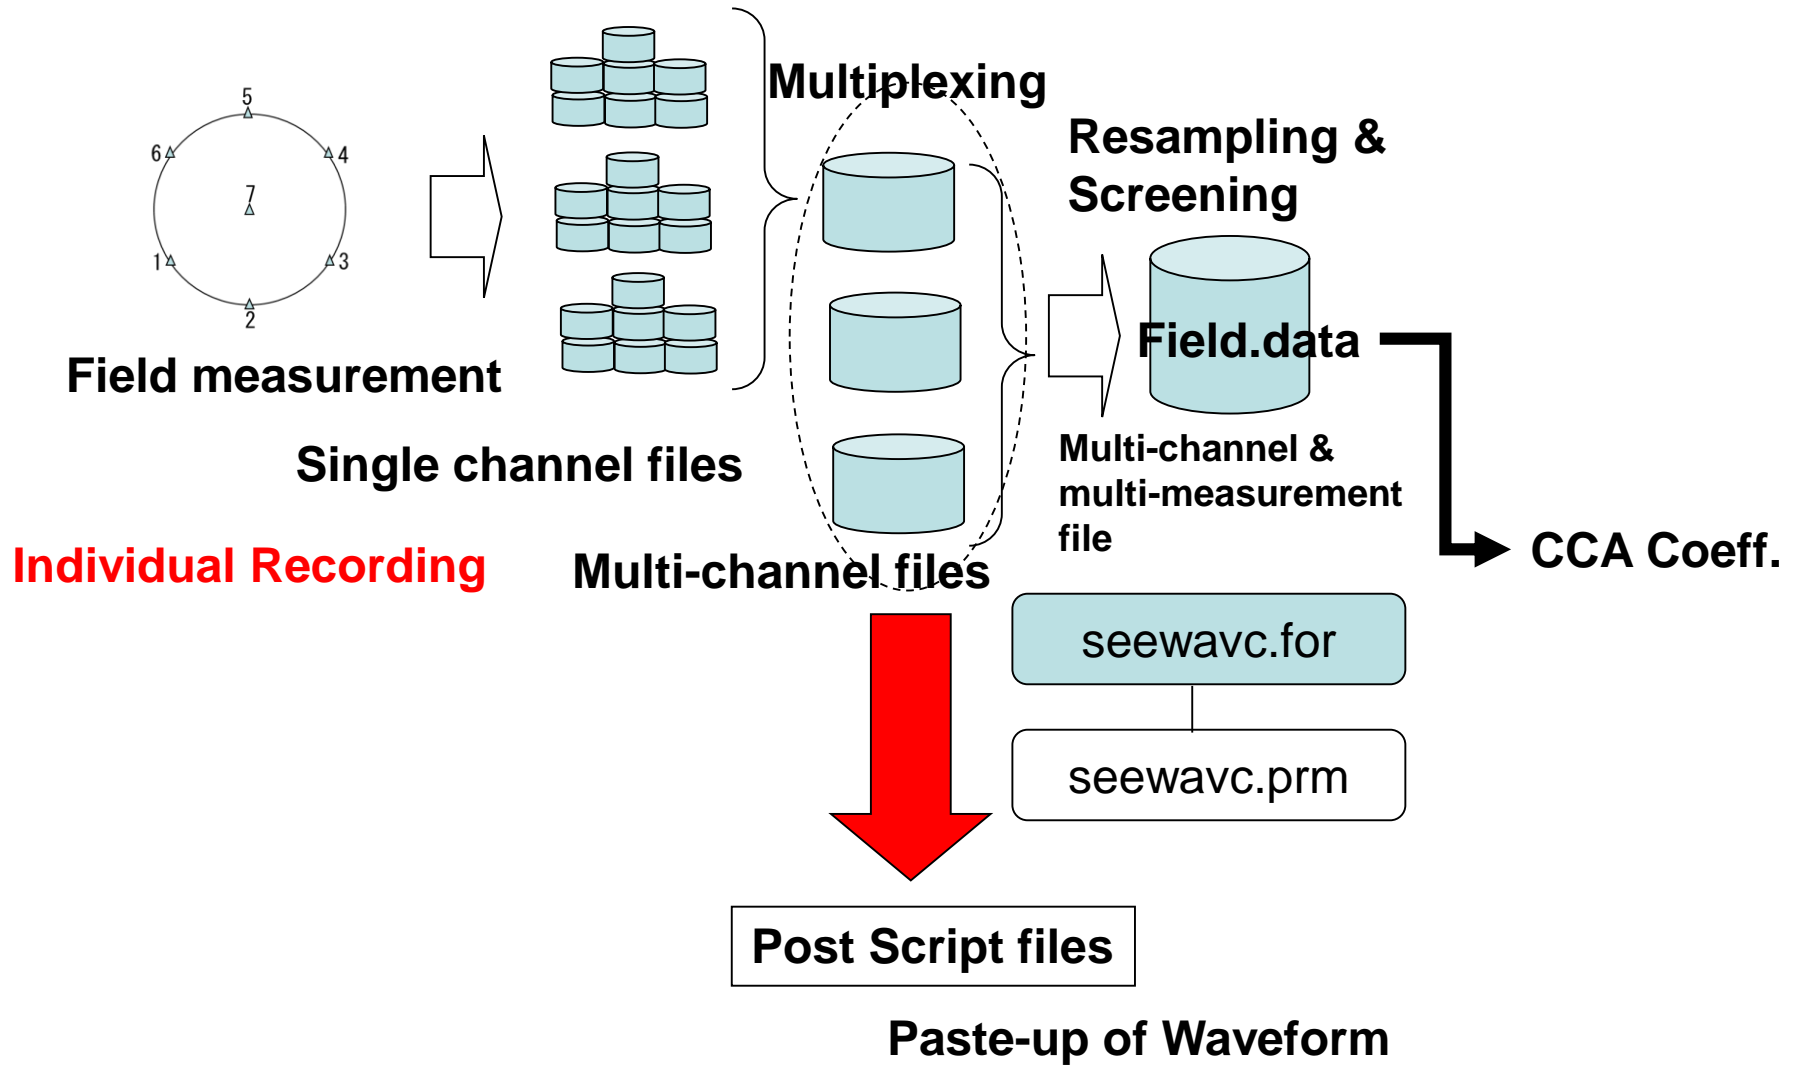 Multiplexing
5
6
4
7
1
3
2
Resampling &
Screening
Field.data
Field measurement
Single channel files
Multi-channel &
multi-measurement
file
CCA Coeff.
Individual Recording
Multi-channel files
seewavc.for
seewavc.prm
Post Script files
Paste-up of Waveform